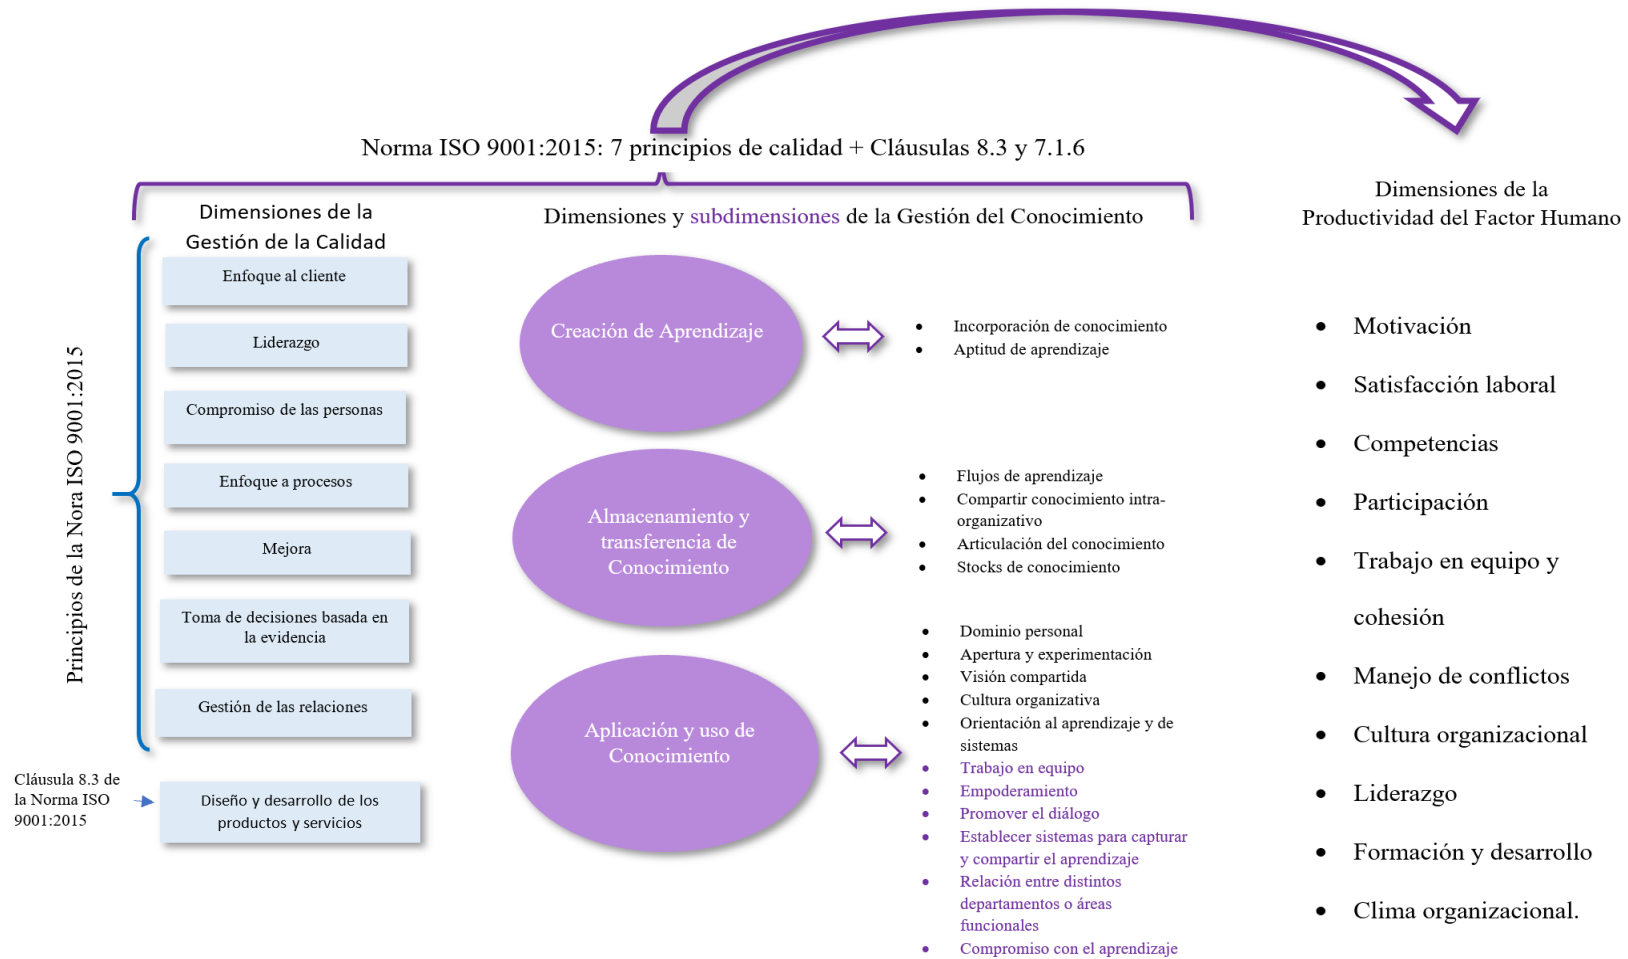 Norma ISO 9001:2015: 7 principios de calidad + Cláusulas 8.3 y 7.1.6
Dimensiones de la
Gestión de la Calidad
Principios de la Nora ISO 9001:2015
Enfoque al cliente
Liderazgo
Compromiso de las personas
Enfoque a procesos
Mejora
Toma de decisiones basada en
la evidencia
Gestión de las relaciones
Cláusula 8.3 de
la Norma ISO
9001:2015
Diseño y desarrollo de los
productos y servicios
Dimensiones y subdimensiones de la Gestión del Conocimiento
Creación de Aprendizaje
• Incorporación de conocimiento
• Aptitud de aprendizaje
Almacenamiento y
transferencia de
Conocimiento
• Flujos de aprendizaje
• Compartir conocimiento intra-
organizativo
• Articulación del conocimiento
• Stocks de conocimiento
Aplicación y uso de
Conocimiento
• Dominio personal
• Apertura y experimentación
• Visión compartida
• Cultura organizativa
• Orientación al aprendizaje y de
sistemas
• Trabajo en equipo
• Empoderamiento
• Promover el diálogo
• Establecer sistemas para capturar
y compartir el aprendizaje
• Relación entre distintos
departamentos o áreas
funcionales
• Compromiso con el aprendizaje
Dimensiones de la
Productividad del Factor Humano
• Motivación
• Satisfacción laboral
• Competencias
• Participación
• Trabajo en equipo y
cohesión
• Manejo de conflictos
• Cultura organizacional
• Liderazgo
• Formación y desarrollo
• Clima organizacional.